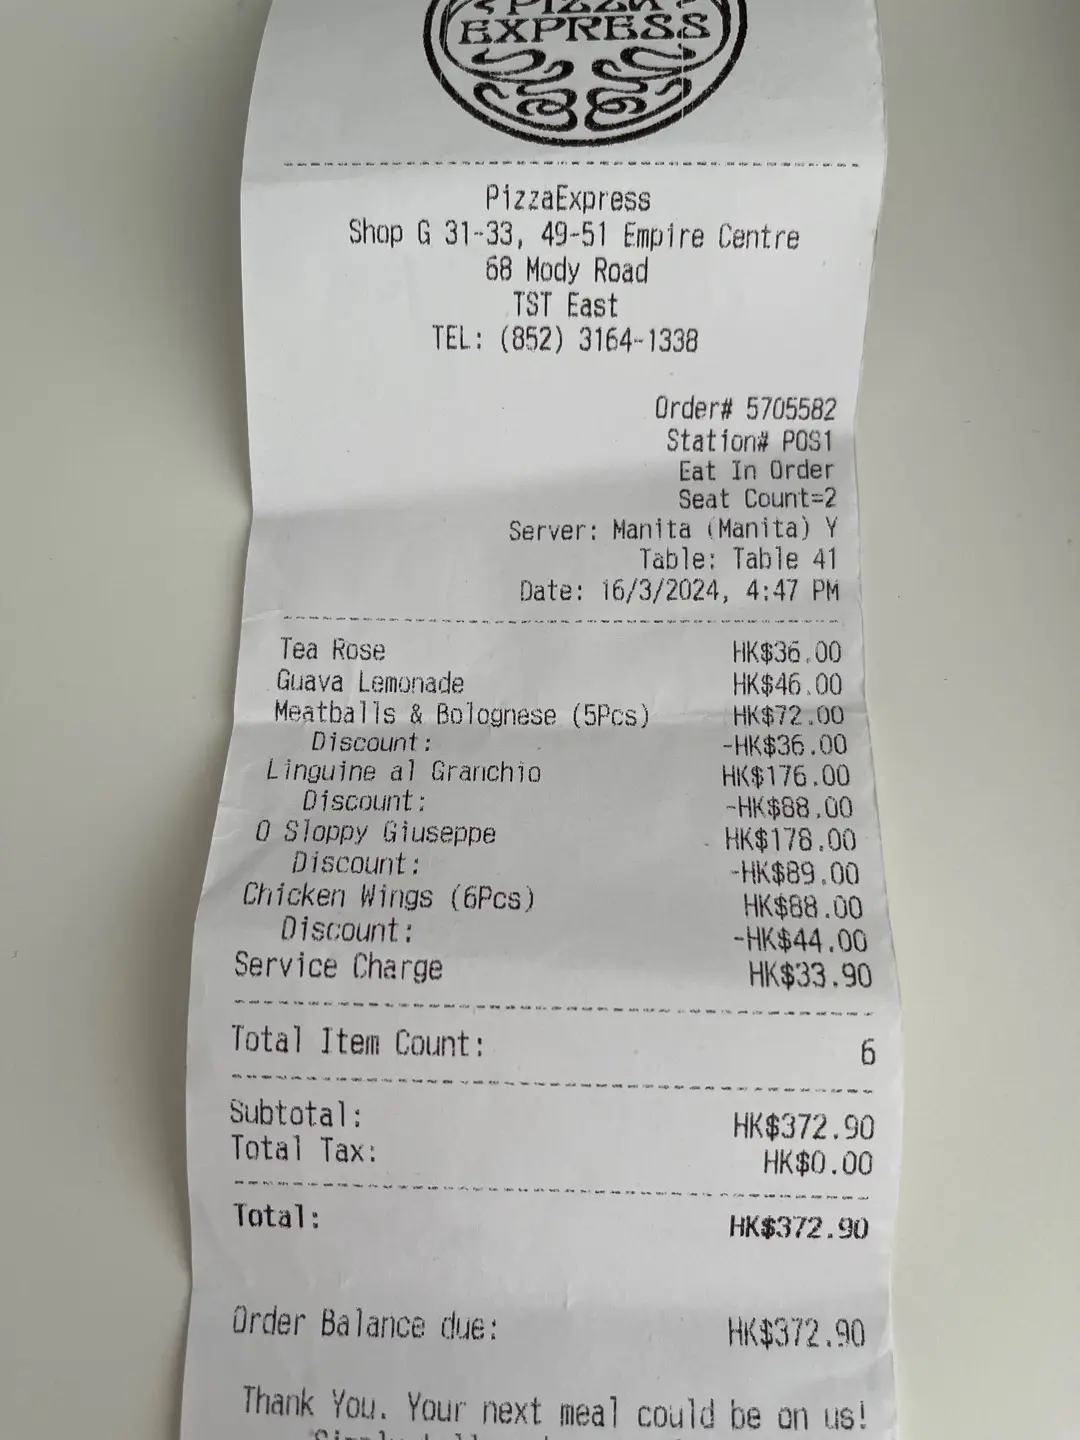 PIZZA
EXPRESS
PizzaExpress
Shop G 31-33, 49-51 Empire Centre
68 Mody Road
TST East
TEL: (852) 3164-1338
Order# 5705582
Station# POS1
Eat In Order
Seat Count=2
Server: Manita (Manita) Y
Table: Table 41
Date: 16/3/2024, 4:47 PM
Tea Rose HK$36.00
Guava Lemonade HK$46.00
Meatballs & Bolognese (5Pcs) HK$72.00
Discount: -HK$36.00
Linguine al Granchio HK$176.00
Discount: -HK$88.00
O Sloppy Giuseppe HK$178.00
Discount: -HK$89.00
Chicken Wings (6Pcs) HK$88.00
Discount: -HK$44.00
Service Charge HK$33.90
Total Item Count: 6
Subtotal: HK$372.90
Total Tax: HK$0.00
Total: HK$372.90
Order Balance due: HK$372.90
Thank You. Your next meal could be on us!